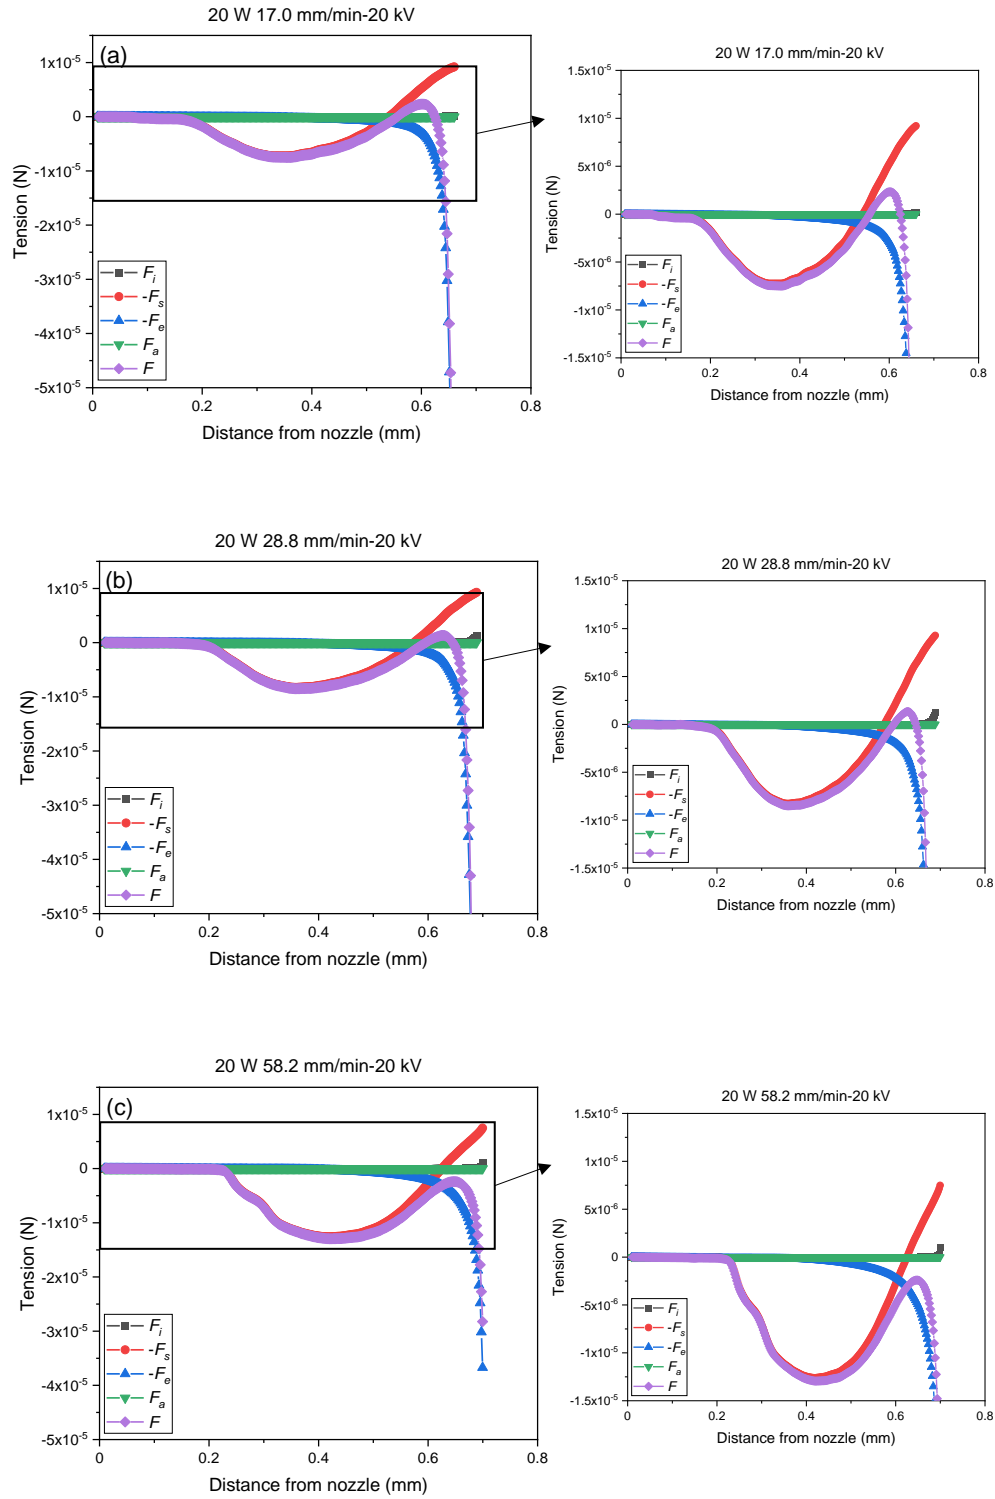 20 W 17.0 mm/min-20 kV
(a)
1x10⁻⁵
0
-1x10⁻⁵
-2x10⁻⁵
-3x10⁻⁵
-4x10⁻⁵
-5x10⁻⁵
Tension (N)
Fᵢ
-Fₛ
-Fₑ
Fₐ
F
0 0.2 0.4 0.6 0.8
Distance from nozzle (mm)
20 W 17.0 mm/min-20 kV
1.5x10⁻⁵
1x10⁻⁵
5x10⁻⁶
0
-5x10⁻⁶
-1x10⁻⁵
-1.5x10⁻⁵
Tension (N)
Fᵢ
-Fₛ
-Fₑ
Fₐ
F
0 0.2 0.4 0.6 0.8
Distance from nozzle (mm)
20 W 28.8 mm/min-20 kV
(b)
1x10⁻⁵
0
-1x10⁻⁵
-2x10⁻⁵
-3x10⁻⁵
-4x10⁻⁵
-5x10⁻⁵
Tension (N)
Fᵢ
-Fₛ
-Fₑ
Fₐ
F
0 0.2 0.4 0.6 0.8
Distance from nozzle (mm)
20 W 28.8 mm/min-20 kV
1.5x10⁻⁵
1x10⁻⁵
5x10⁻⁶
0
-5x10⁻⁶
-1x10⁻⁵
-1.5x10⁻⁵
Tension (N)
Fᵢ
-Fₛ
-Fₑ
Fₐ
F
0 0.2 0.4 0.6 0.8
Distance from nozzle (mm)
20 W 58.2 mm/min-20 kV
(c)
1x10⁻⁵
0
-1x10⁻⁵
-2x10⁻⁵
-3x10⁻⁵
-4x10⁻⁵
-5x10⁻⁵
Tension (N)
Fᵢ
-Fₛ
-Fₑ
Fₐ
F
0 0.2 0.4 0.6 0.8
Distance from nozzle (mm)
20 W 58.2 mm/min-20 kV
1.5x10⁻⁵
1x10⁻⁵
5x10⁻⁶
0
-5x10⁻⁶
-1x10⁻⁵
-1.5x10⁻⁵
Tension (N)
Fᵢ
-Fₛ
-Fₑ
Fₐ
F
0 0.2 0.4 0.6 0.8
Distance from nozzle (mm)